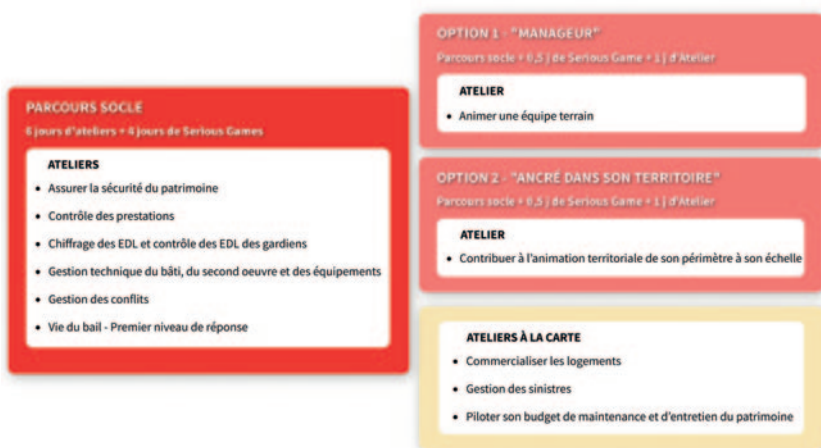 PARCOURS SOCLE
6 jours d'ateliers + 4 jours de Serious Games
ATELIERS
• Assurer la sécurité du patrimoine
• Contrôle des prestations
• Chiffrage des EDL et contrôle des EDL des gardiens
• Gestion technique du bâti, du second oeuvre et des équipements
• Gestion des conflits
• Vie du bail - Premier niveau de réponse
OPTION 1 - "MANAGEUR"
Parcours socle + 0,5 j de Serious Game + 1 j d'Atelier
ATELIER
• Animer une équipe terrain
OPTION 2 - "ANCRÉ DANS SON TERRITOIRE"
Parcours socle + 0,5 j de Serious Game + 1 j d'Atelier
ATELIER
• Contribuer à l'animation territoriale de son périmètre à son échelle
ATELIERS À LA CARTE
• Commercialiser les logements
• Gestion des sinistres
• Piloter son budget de maintenance et d'entretien du patrimoine